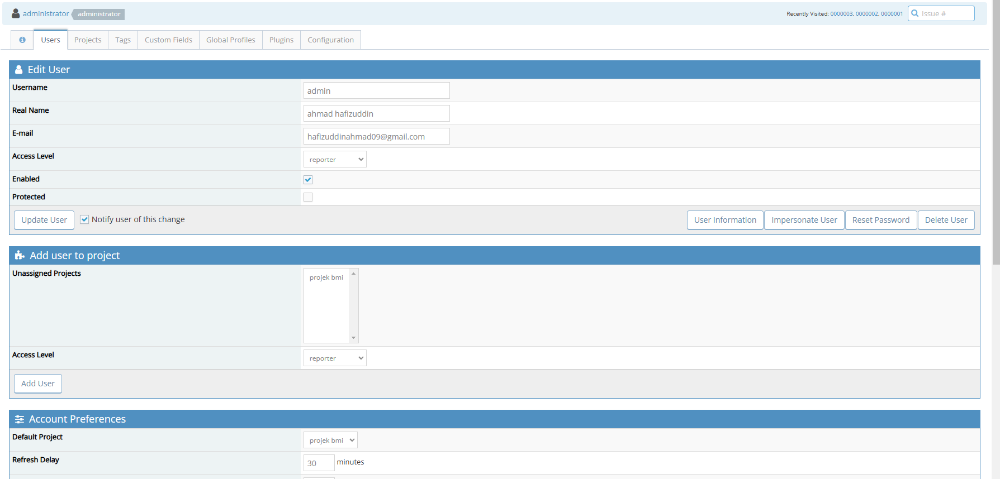 administrator administrator Recently Visited: 0000003, 0000002, 0000001 Issue #
Users Projects Tags Custom Fields Global Profiles Plugins Configuration
Edit User
Username admin
Real Name ahmad hafizuddin
E-mail hafizuddinahmad09@gmail.com
Access Level reporter
Enabled
Protected
Update User Notify user of this change User Information Impersonate User Reset Password Delete User
Add user to project
Unassigned Projects projek bmi
Access Level reporter
Add User
Account Preferences
Default Project projek bmi
Refresh Delay 30 minutes